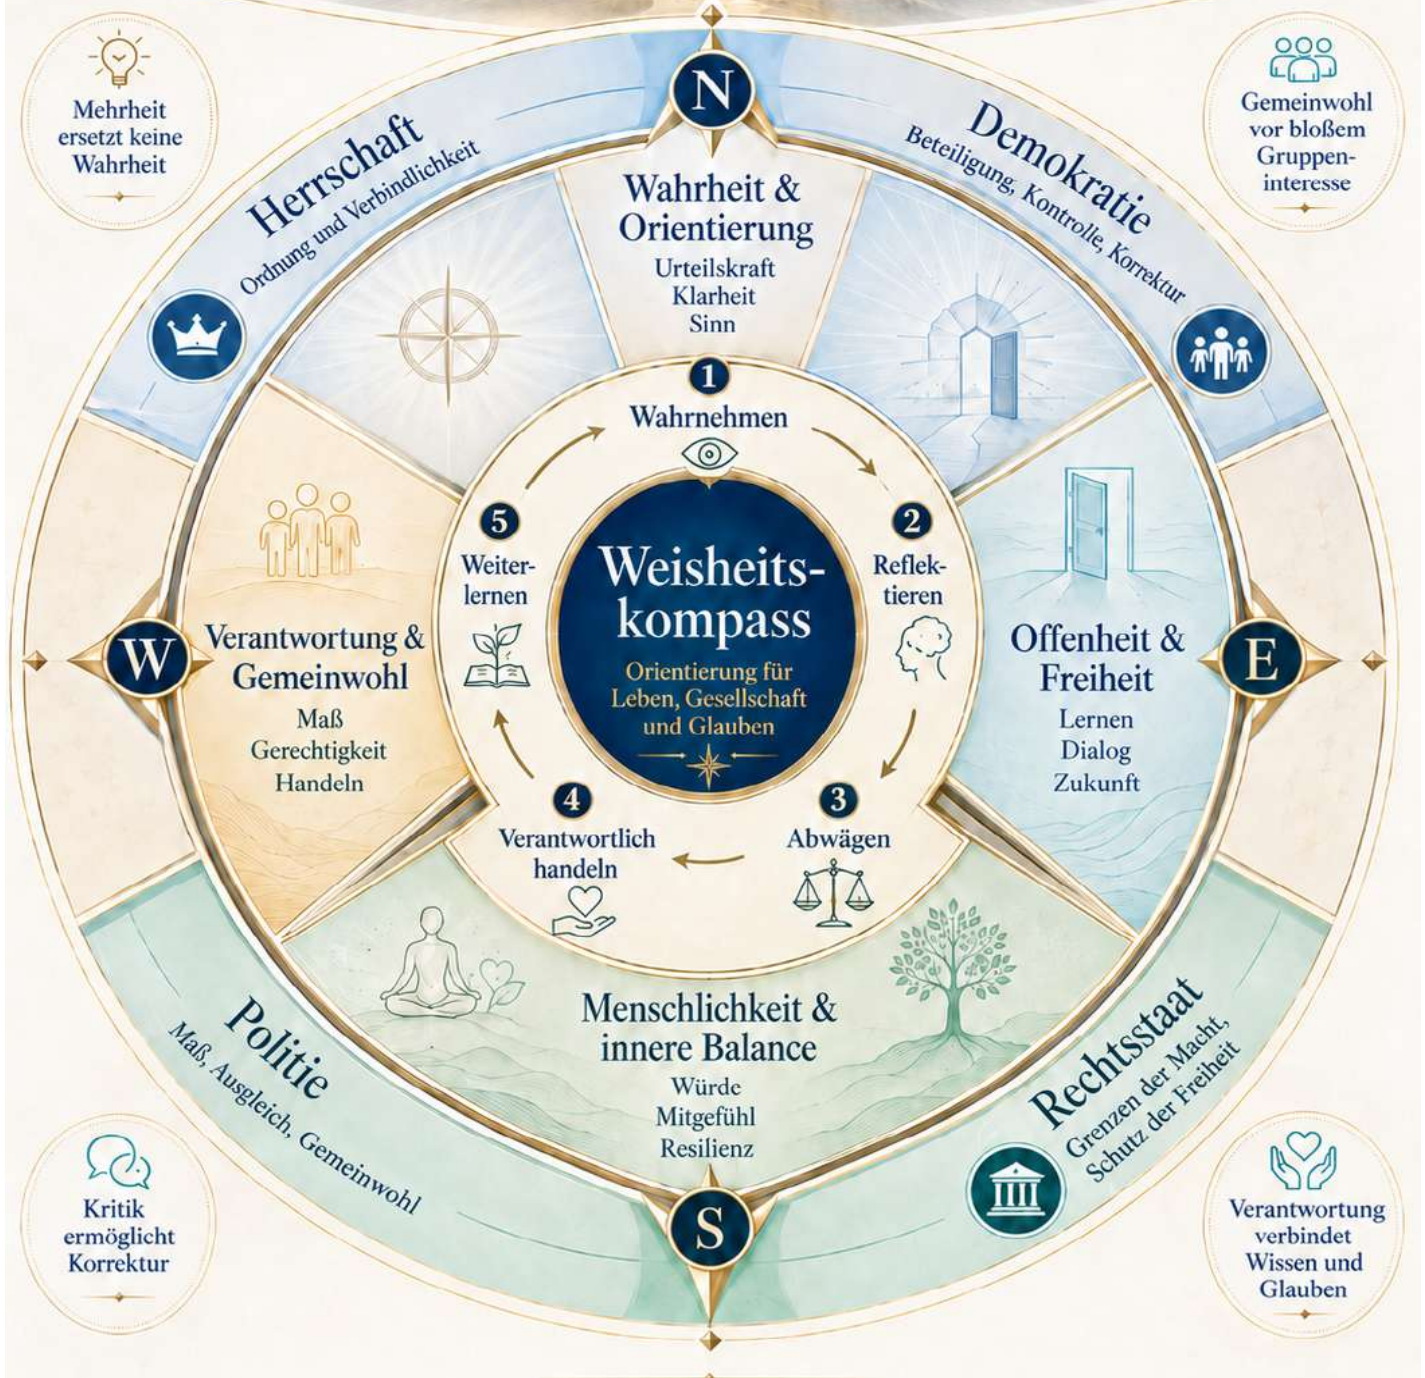 N
Mehrheit
ersetzt keine
Wahrheit
Gemeinwohl
vor bloßem
Gruppen-
interesse
Herrschaft
Ordnung und Verbindlichkeit
Demokratie
Beteiligung, Kontrolle, Korrektur
Wahrheit &
Orientierung
Urteilskraft
Klarheit
Sinn
1
Wahrnehmen
2
Reflek-
tieren
3
Abwägen
4
Verantwortlich
handeln
5
Weiter-
lernen
Weisheits-
kompass
Orientierung für
Leben, Gesellschaft
und Glauben
W
Verantwortung &
Gemeinwohl
Maß
Gerechtigkeit
Handeln
Offenheit &
Freiheit
Lernen
Dialog
Zukunft
E
Menschlichkeit &
innere Balance
Würde
Mitgefühl
Resilienz
S
Politie
Maß, Ausgleich, Gemeinwohl
Rechtsstaat
Grenzen der Macht,
Schutz der Freiheit
Kritik
ermöglicht
Korrektur
Verantwortung
verbindet
Wissen und
Glauben